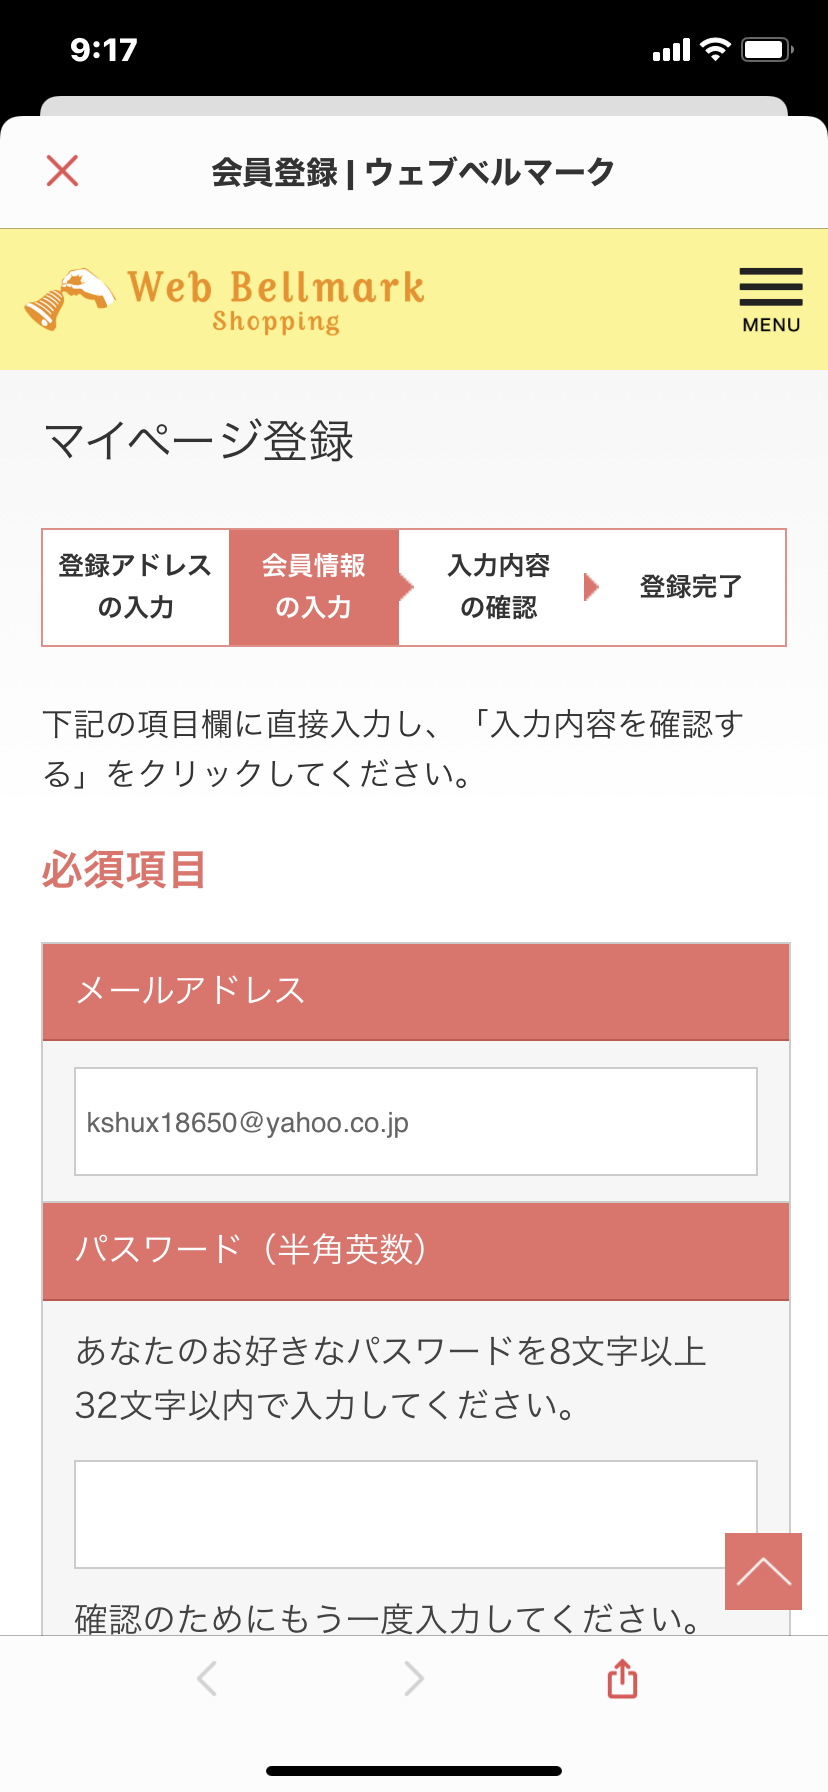 9:17
会員登録 | ウェブベルマーク
Web Bellmark
Shopping
MENU
マイページ登録
登録アドレス
の入力
会員情報
の入力
入力内容
の確認
登録完了
下記の項目欄に直接入力し、「入力内容を確認す
る」をクリックしてください。
必須項目
メールアドレス
kshux18650@yahoo.co.jp
パスワード（半角英数）
あなたのお好きなパスワードを8文字以上
32文字以内で入力してください。
確認のためにもう一度入力してください。